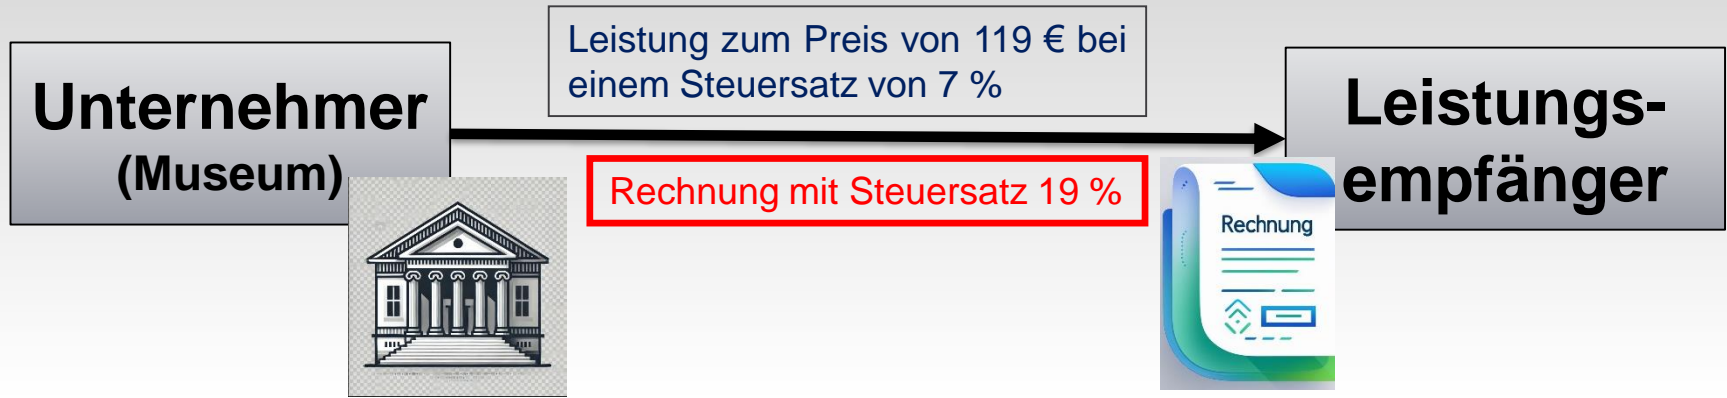 Leistung zum Preis von 119 € bei
einem Steuersatz von 7 %
Unternehmer
(Museum)
Leistungs-
empfänger
Rechnung mit Steuersatz 19 %
Rechnung